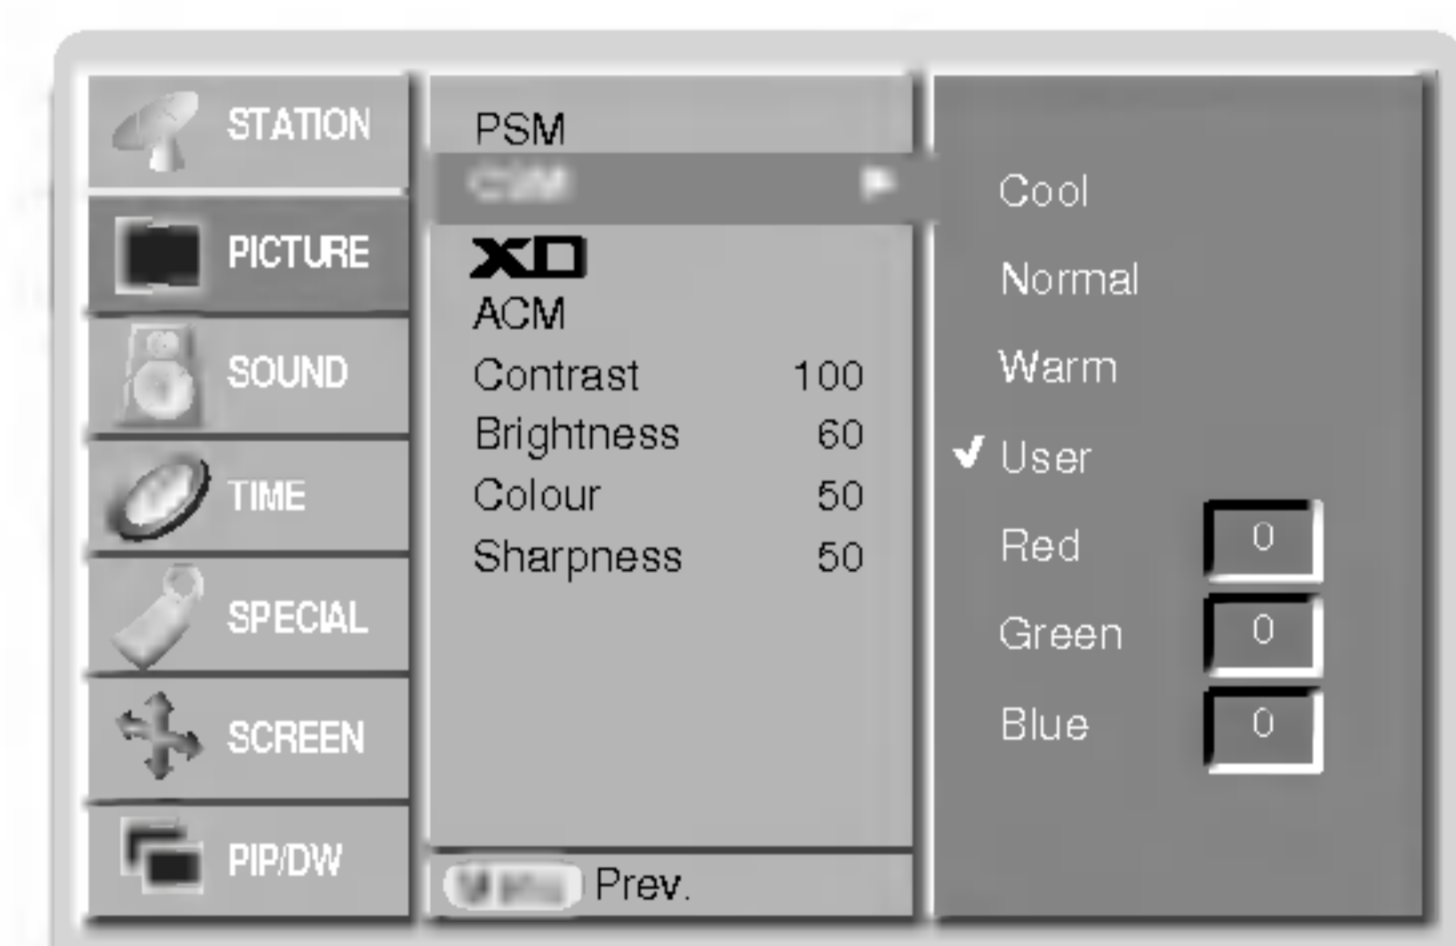 STATION
PICTURE
SOUND
TIME
SPECIAL
SCREEN
PIP/DW
PSM
CSM
XD
ACM
Contrast 100
Brightness 60
Colour 50
Sharpness 50
Prev.
Cool
Normal
Warm
✔ User
Red 0
Green 0
Blue 0